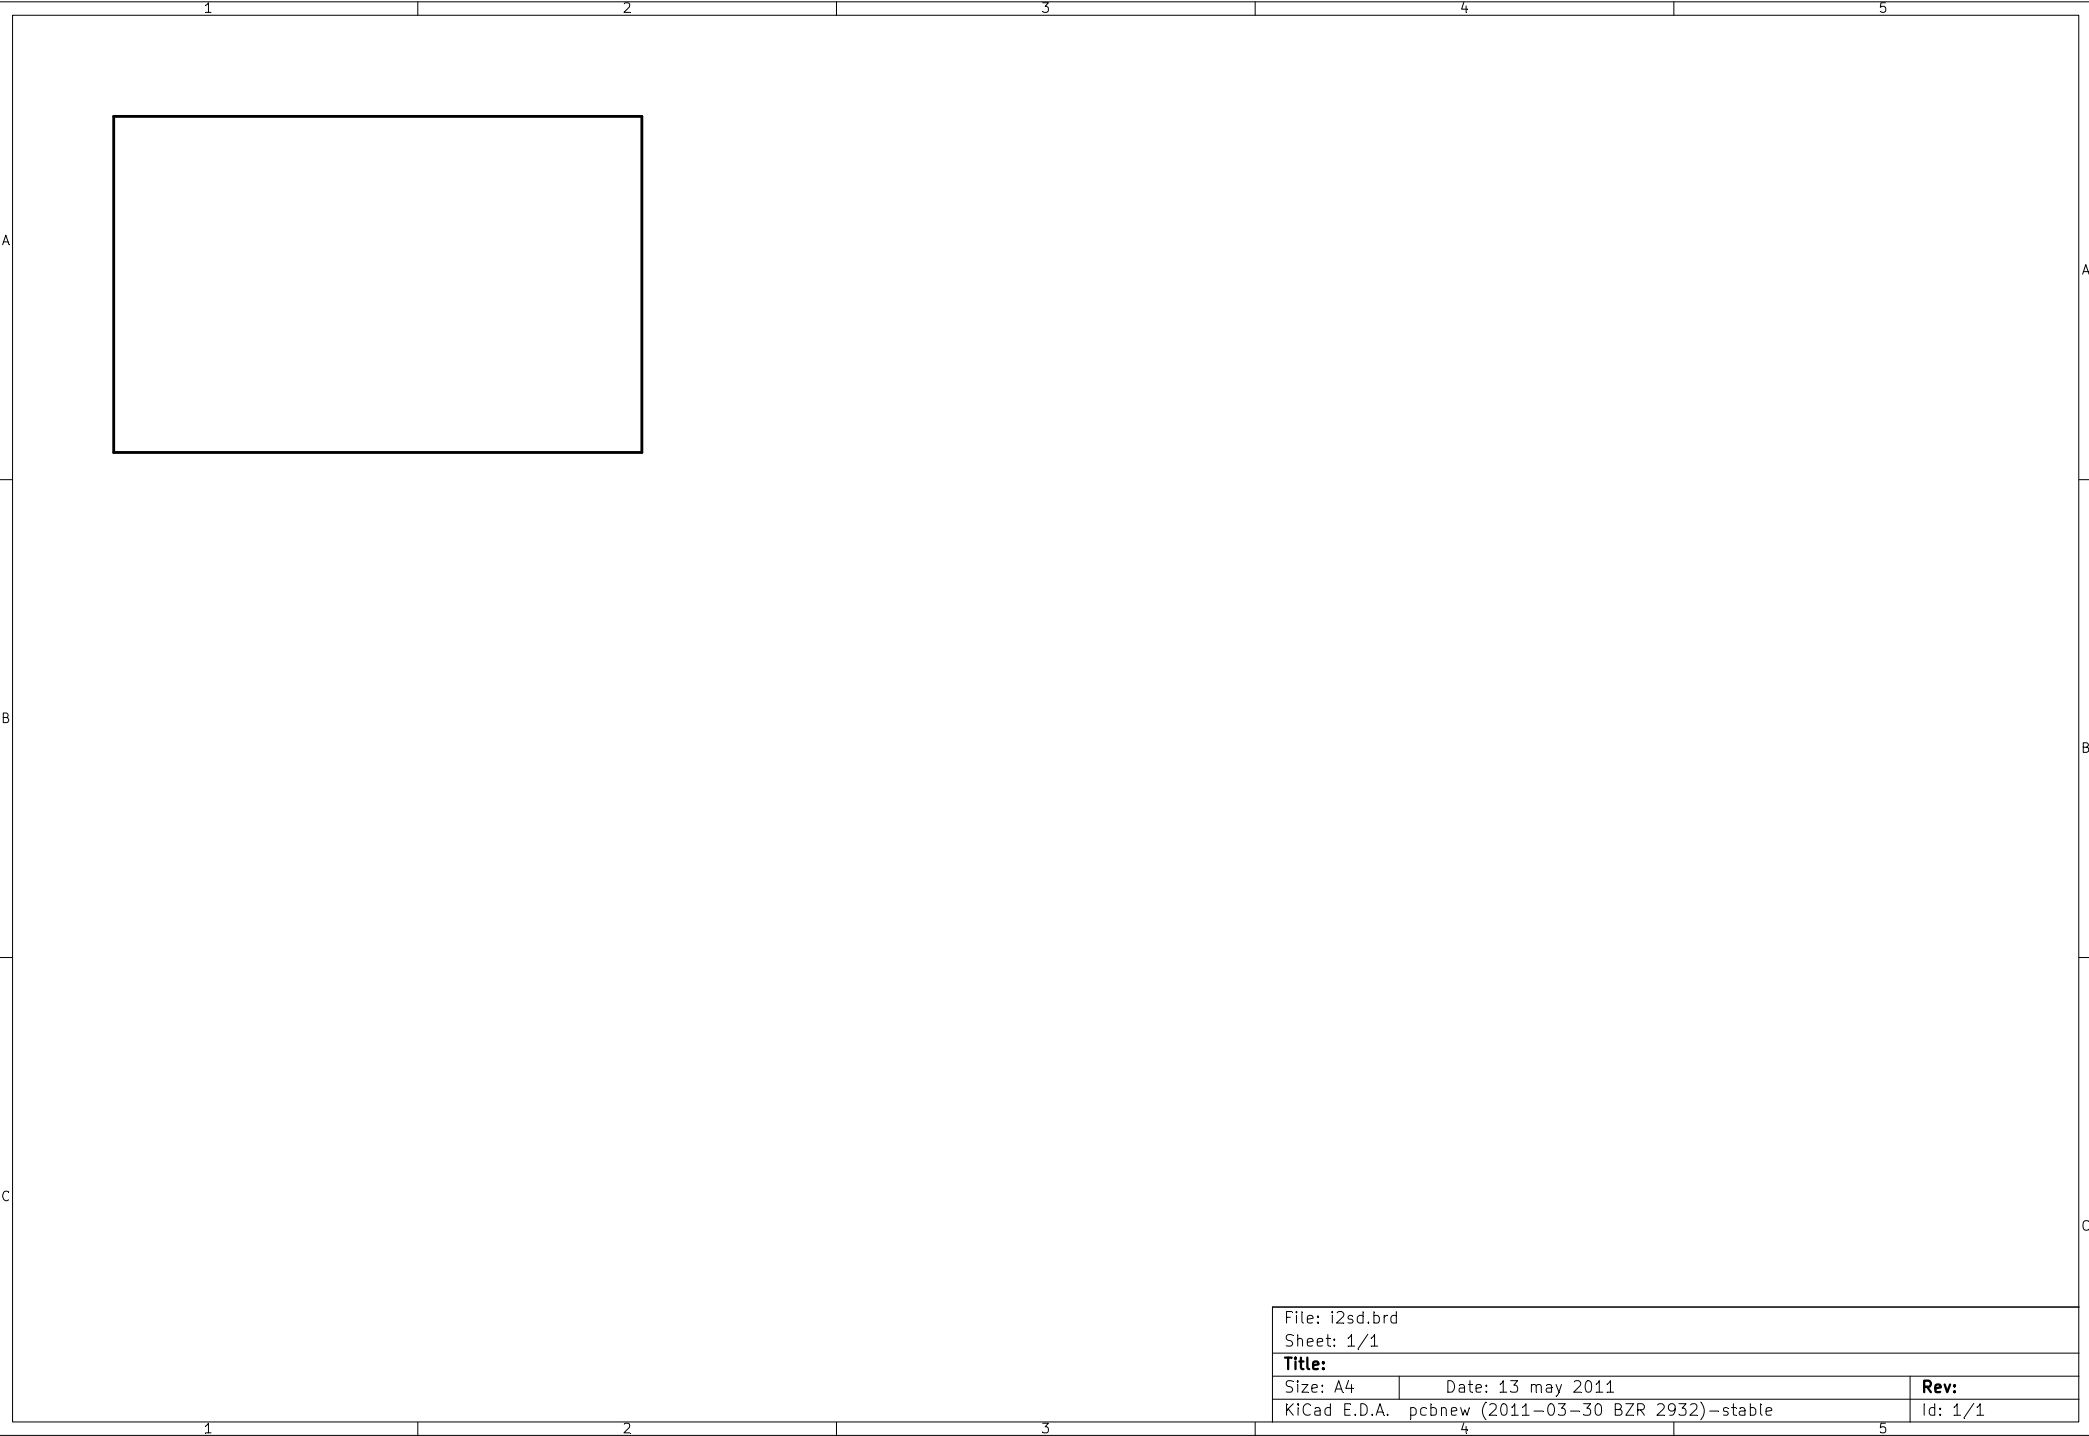 1 2 3 4 5
A A
B B
C C
File: i2sd.brd
Sheet: 1/1
Title:
Size: A4 Date: 13 may 2011 Rev:
KiCad E.D.A. pcbnew (2011-03-30 BZR 2932)-stable Id: 1/1
1 2 3 4 5